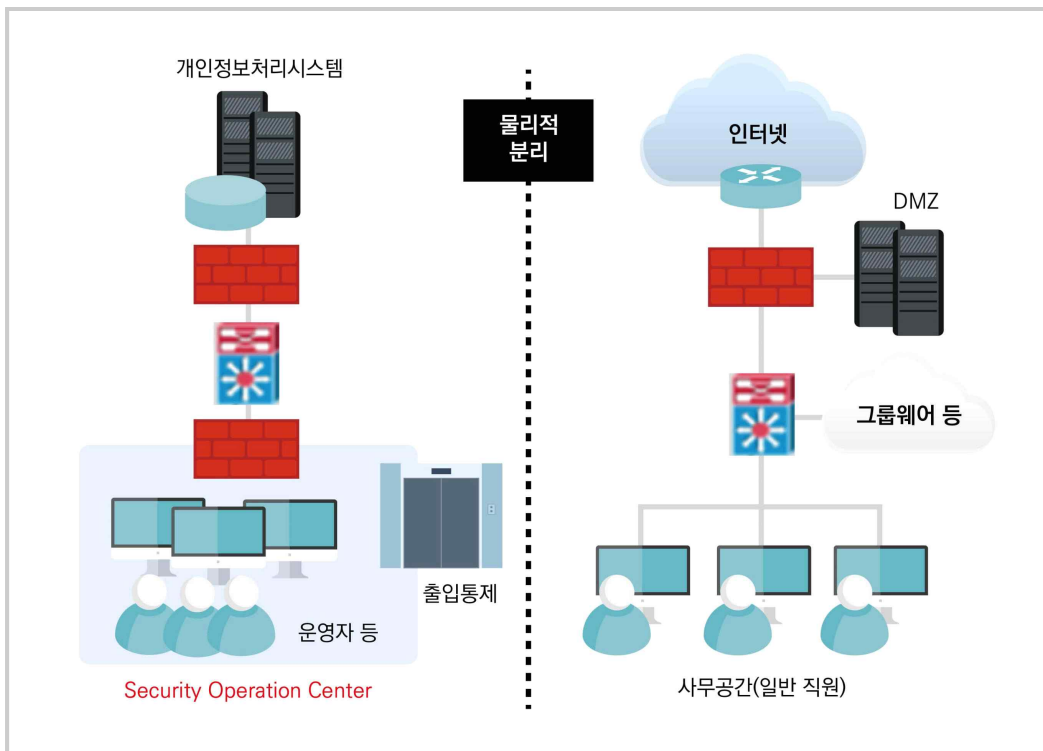 개인정보처리시스템
물리적
분리
인터넷
DMZ
그룹웨어 등
출입통제
운영자 등
Security Operation Center
사무공간(일반 직원)